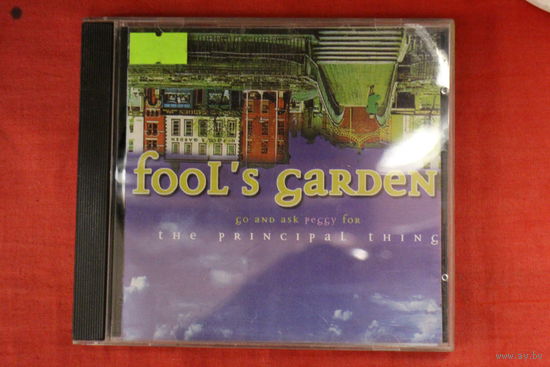 fool's garden
go and ask peggy for
the principal thing
www.ay.by